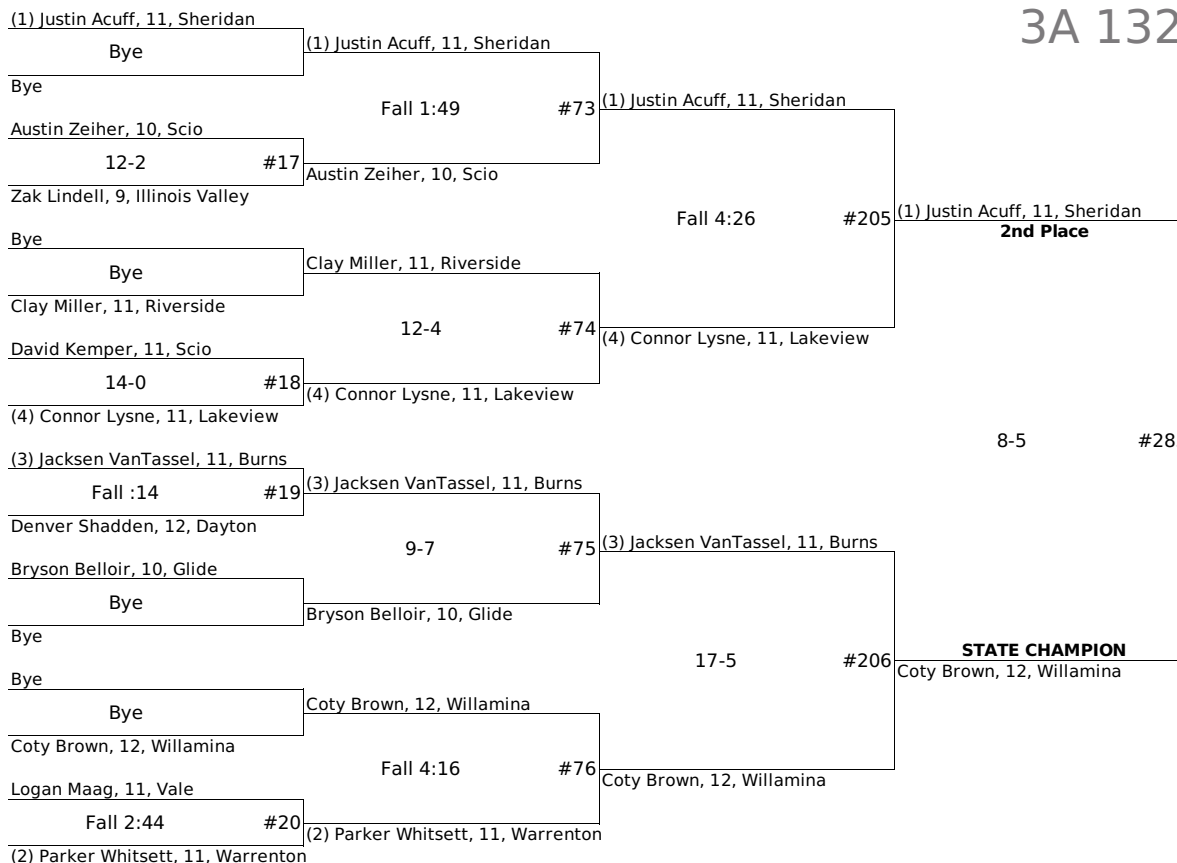 3A 132
(1) Justin Acuff, 11, Sheridan
Bye
Bye
(1) Justin Acuff, 11, Sheridan
Fall 1:49 #73
Austin Zeiher, 10, Scio
12-2 #17
Zak Lindell, 9, Illinois Valley
Austin Zeiher, 10, Scio
(1) Justin Acuff, 11, Sheridan
Fall 4:26 #205
Bye
Bye
Clay Miller, 11, Riverside
Clay Miller, 11, Riverside
12-4 #74
David Kemper, 11, Scio
14-0 #18
(4) Connor Lysne, 11, Lakeview
(4) Connor Lysne, 11, Lakeview
(4) Connor Lysne, 11, Lakeview
(1) Justin Acuff, 11, Sheridan
2nd Place
8-5 #28
(3) Jacksen VanTassel, 11, Burns
Fall :14 #19
Denver Shadden, 12, Dayton
(3) Jacksen VanTassel, 11, Burns
9-7 #75
Bryson Belloir, 10, Glide
Bye
Bye
Bryson Belloir, 10, Glide
(3) Jacksen VanTassel, 11, Burns
17-5 #206
Bye
Bye
Coty Brown, 12, Willamina
Coty Brown, 12, Willamina
Fall 4:16 #76
Logan Maag, 11, Vale
Fall 2:44 #20
(2) Parker Whitsett, 11, Warrenton
(2) Parker Whitsett, 11, Warrenton
Coty Brown, 12, Willamina
STATE CHAMPION
Coty Brown, 12, Willamina